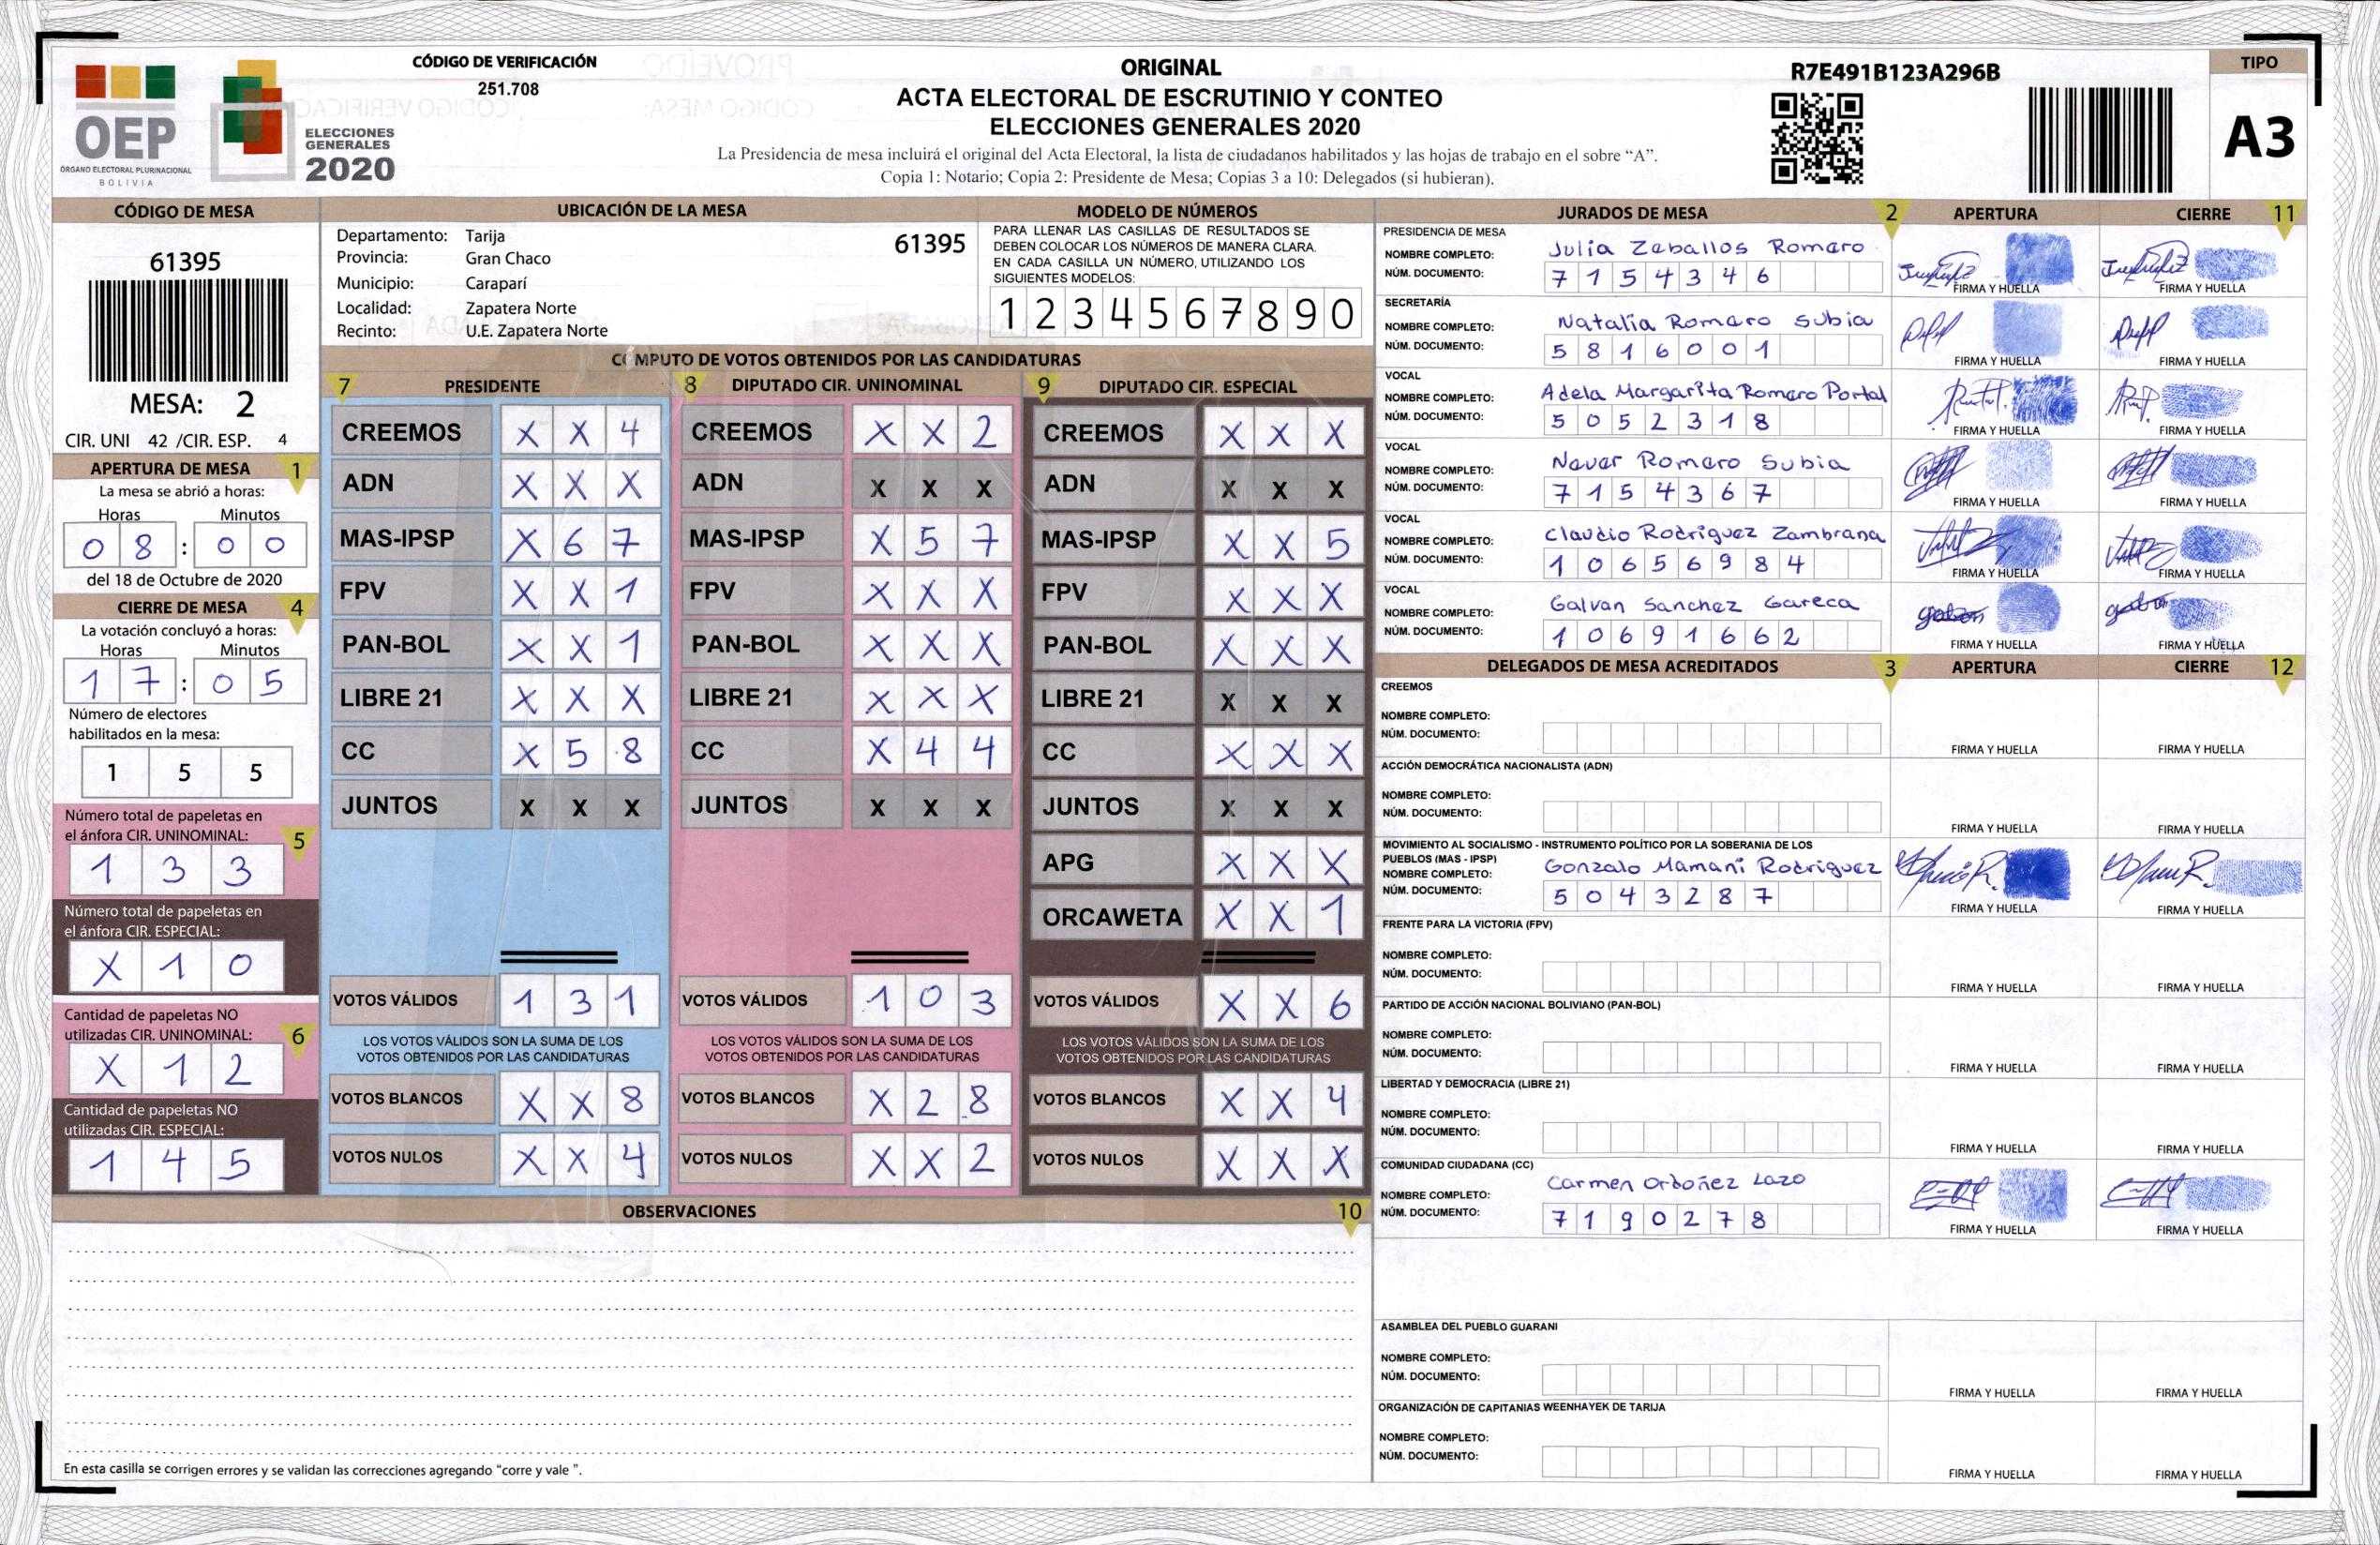 OEP
ÓRGANO ELECTORAL PLURINACIONAL
BOLIVIA
ELECCIONES
GENERALES
2020
CÓDIGO DE VERIFICACIÓN
251.708
ORIGINAL
ACTA ELECTORAL DE ESCRUTINIO Y CONTEO
ELECCIONES GENERALES 2020
La Presidencia de mesa incluirá el original del Acta Electoral, la lista de ciudadanos habilitados y las hojas de trabajo en el sobre “A”.
Copia 1: Notario; Copia 2: Presidente de Mesa; Copias 3 a 10: Delegados (si hubieran).
R7E491B123A296B
TIPO
A3
CÓDIGO DE MESA
61395
MESA: 2
CIR. UNI 42 /CIR. ESP. 4
APERTURA DE MESA 1
La mesa se abrió a horas:
Horas Minutos
0 8 : 0 0
del 18 de Octubre de 2020
CIERRE DE MESA 4
La votación concluyó a horas:
Horas Minutos
1 7 : 0 5
Número de electores
habilitados en la mesa:
1 5 5
Número total de papeletas en
el ánfora CIR. UNINOMINAL: 5
1 3 3
Número total de papeletas en
el ánfora CIR. ESPECIAL:
X 1 0
Cantidad de papeletas NO
utilizadas CIR. UNINOMINAL: 6
X 1 2
Cantidad de papeletas NO
utilizadas CIR. ESPECIAL:
1 4 5
UBICACIÓN DE LA MESA
Departamento: Tarija 61395
Provincia: Gran Chaco
Municipio: Caraparí
Localidad: Zapatera Norte
Recinto: U.E. Zapatera Norte
MODELO DE NÚMEROS
PARA LLENAR LAS CASILLAS DE RESULTADOS SE
DEBEN COLOCAR LOS NÚMEROS DE MANERA CLARA.
EN CADA CASILLA UN NÚMERO, UTILIZANDO LOS
SIGUIENTES MODELOS:
1 2 3 4 5 6 7 8 9 0
CÓMPUTO DE VOTOS OBTENIDOS POR LAS CANDIDATURAS
7 PRESIDENTE
CREEMOS X X 4
ADN X X X
MAS-IPSP X 6 7
FPV X X 1
PAN-BOL X X 1
LIBRE 21 X X X
CC X 5 8
JUNTOS X X X
VOTOS VÁLIDOS 1 3 1
LOS VOTOS VÁLIDOS SON LA SUMA DE LOS
VOTOS OBTENIDOS POR LAS CANDIDATURAS
VOTOS BLANCOS X X 8
VOTOS NULOS X X 4
8 DIPUTADO CIR. UNINOMINAL
CREEMOS X X 2
ADN X X X
MAS-IPSP X 5 7
FPV X X X
PAN-BOL X X X
LIBRE 21 X X X
CC X 4 4
JUNTOS X X X
VOTOS VÁLIDOS 1 0 3
LOS VOTOS VÁLIDOS SON LA SUMA DE LOS
VOTOS OBTENIDOS POR LAS CANDIDATURAS
VOTOS BLANCOS X 2 8
VOTOS NULOS X X 2
9 DIPUTADO CIR. ESPECIAL
CREEMOS X X X
ADN X X X
MAS-IPSP X X 5
FPV X X X
PAN-BOL X X X
LIBRE 21 X X X
CC X X X
JUNTOS X X X
APG X X X
ORCAWETA X X 1
VOTOS VÁLIDOS X X 6
LOS VOTOS VÁLIDOS SON LA SUMA DE LOS
VOTOS OBTENIDOS POR LAS CANDIDATURAS
VOTOS BLANCOS X X 4
VOTOS NULOS X X X
OBSERVACIONES 10
En esta casilla se corrigen errores y se validan las correcciones agregando “corre y vale ”.
JURADOS DE MESA 2 APERTURA CIERRE 11
PRESIDENCIA DE MESA
NOMBRE COMPLETO: Julia Zeballos Romero
NÚM. DOCUMENTO: 7 1 5 4 3 4 6
FIRMA Y HUELLA FIRMA Y HUELLA
SECRETARÍA
NOMBRE COMPLETO: Natalia Romero Subia
NÚM. DOCUMENTO: 5 8 1 6 0 0 1
FIRMA Y HUELLA FIRMA Y HUELLA
VOCAL
NOMBRE COMPLETO: Adela Margarita Romero Portal
NÚM. DOCUMENTO: 5 0 5 2 3 1 8
FIRMA Y HUELLA FIRMA Y HUELLA
VOCAL
NOMBRE COMPLETO: Never Romero Subia
NÚM. DOCUMENTO: 7 1 5 4 3 6 7
FIRMA Y HUELLA FIRMA Y HUELLA
VOCAL
NOMBRE COMPLETO: Claudio Rodriguez Zambrana
NÚM. DOCUMENTO: 1 0 6 5 6 9 8 4
FIRMA Y HUELLA FIRMA Y HUELLA
VOCAL
NOMBRE COMPLETO: Galvan Sanchez Gareca
NÚM. DOCUMENTO: 1 0 6 9 1 6 6 2
FIRMA Y HUELLA FIRMA Y HUELLA
DELEGADOS DE MESA ACREDITADOS 3 APERTURA CIERRE 12
CREEMOS
NOMBRE COMPLETO:
NÚM. DOCUMENTO:
FIRMA Y HUELLA FIRMA Y HUELLA
ACCIÓN DEMOCRÁTICA NACIONALISTA (ADN)
NOMBRE COMPLETO:
NÚM. DOCUMENTO:
FIRMA Y HUELLA FIRMA Y HUELLA
MOVIMIENTO AL SOCIALISMO - INSTRUMENTO POLÍTICO POR LA SOBERANIA DE LOS
PUEBLOS (MAS - IPSP)
NOMBRE COMPLETO: Gonzalo Mamani Rodriguez
NÚM. DOCUMENTO: 5 0 4 3 2 8 7
FIRMA Y HUELLA FIRMA Y HUELLA
FRENTE PARA LA VICTORIA (FPV)
NOMBRE COMPLETO:
NÚM. DOCUMENTO:
FIRMA Y HUELLA FIRMA Y HUELLA
PARTIDO DE ACCIÓN NACIONAL BOLIVIANO (PAN-BOL)
NOMBRE COMPLETO:
NÚM. DOCUMENTO:
FIRMA Y HUELLA FIRMA Y HUELLA
LIBERTAD Y DEMOCRACIA (LIBRE 21)
NOMBRE COMPLETO:
NÚM. DOCUMENTO:
FIRMA Y HUELLA FIRMA Y HUELLA
COMUNIDAD CIUDADANA (CC)
NOMBRE COMPLETO: Carmen Ordoñez Lazo
NÚM. DOCUMENTO: 7 1 9 0 2 7 8
FIRMA Y HUELLA FIRMA Y HUELLA
ASAMBLEA DEL PUEBLO GUARANI
NOMBRE COMPLETO:
NÚM. DOCUMENTO:
FIRMA Y HUELLA FIRMA Y HUELLA
ORGANIZACIÓN DE CAPITANIAS WEENHAYEK DE TARIJA
NOMBRE COMPLETO:
NÚM. DOCUMENTO:
FIRMA Y HUELLA FIRMA Y HUELLA